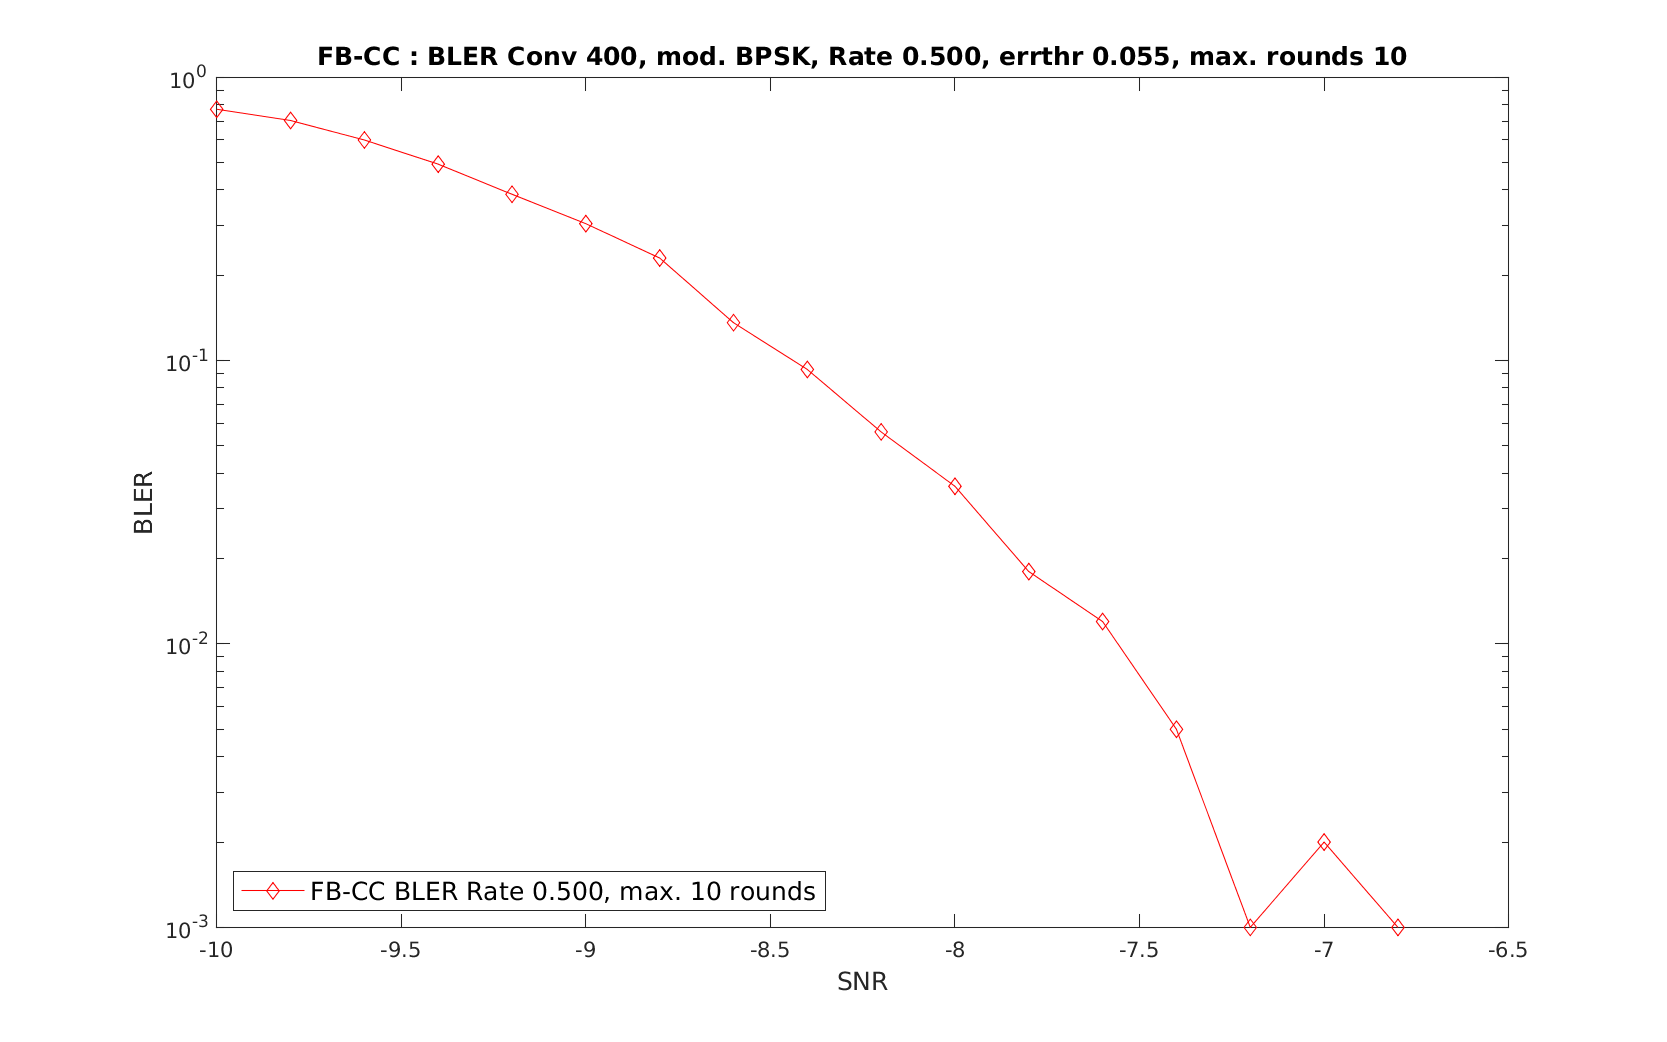 FB-CC : BLER Conv 400, mod. BPSK, Rate 0.500, errthr 0.055, max. rounds 10
10^0
10^-1
10^-2
10^-3
BLER
FB-CC BLER Rate 0.500, max. 10 rounds
-10 -9.5 -9 -8.5 -8 -7.5 -7 -6.5
SNR